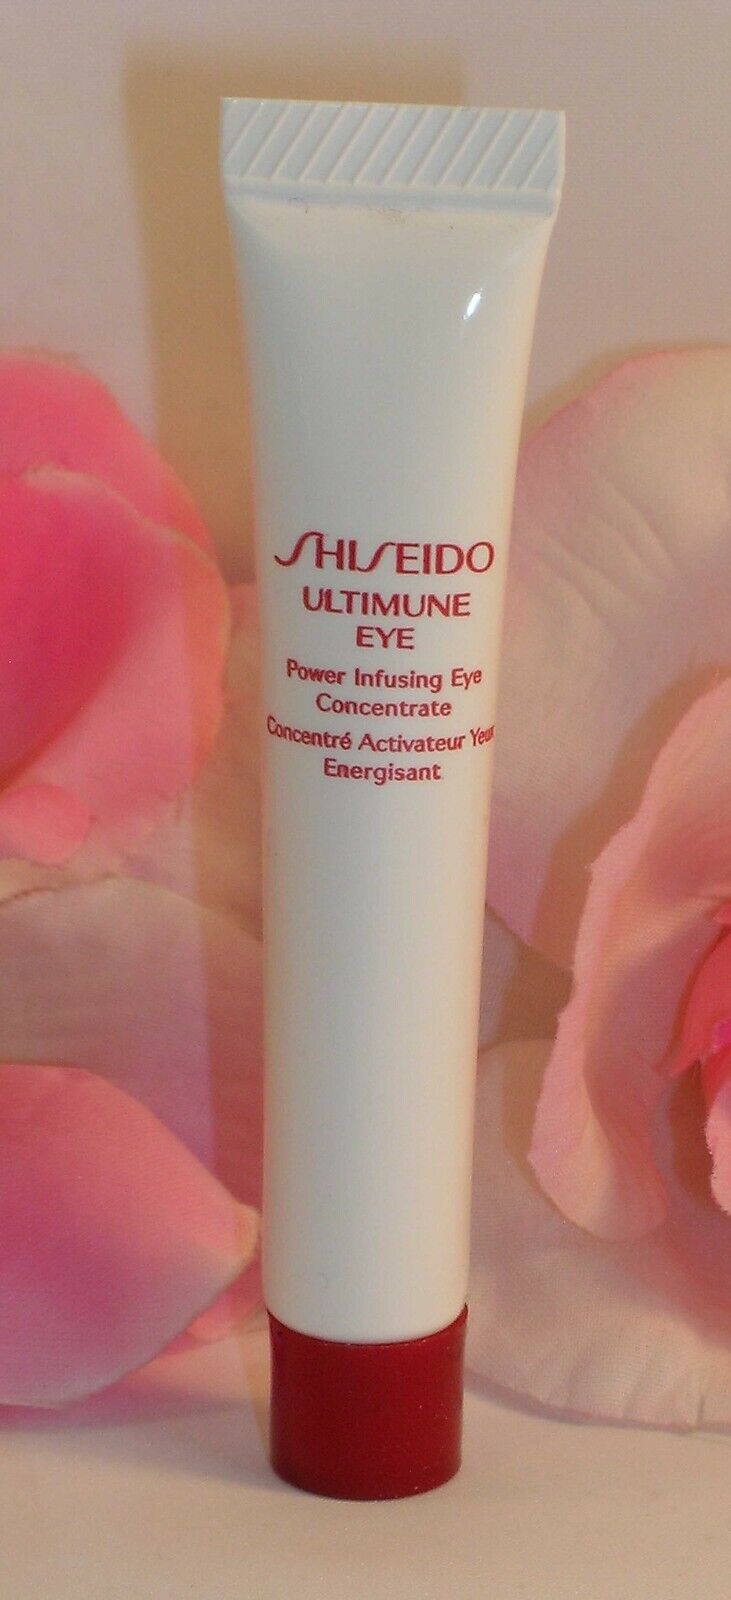 SHISEIDO
ULTIMUNE
EYE
Power Infusing Eye
Concentrate
Concentré Activateur Yeux
Energisant